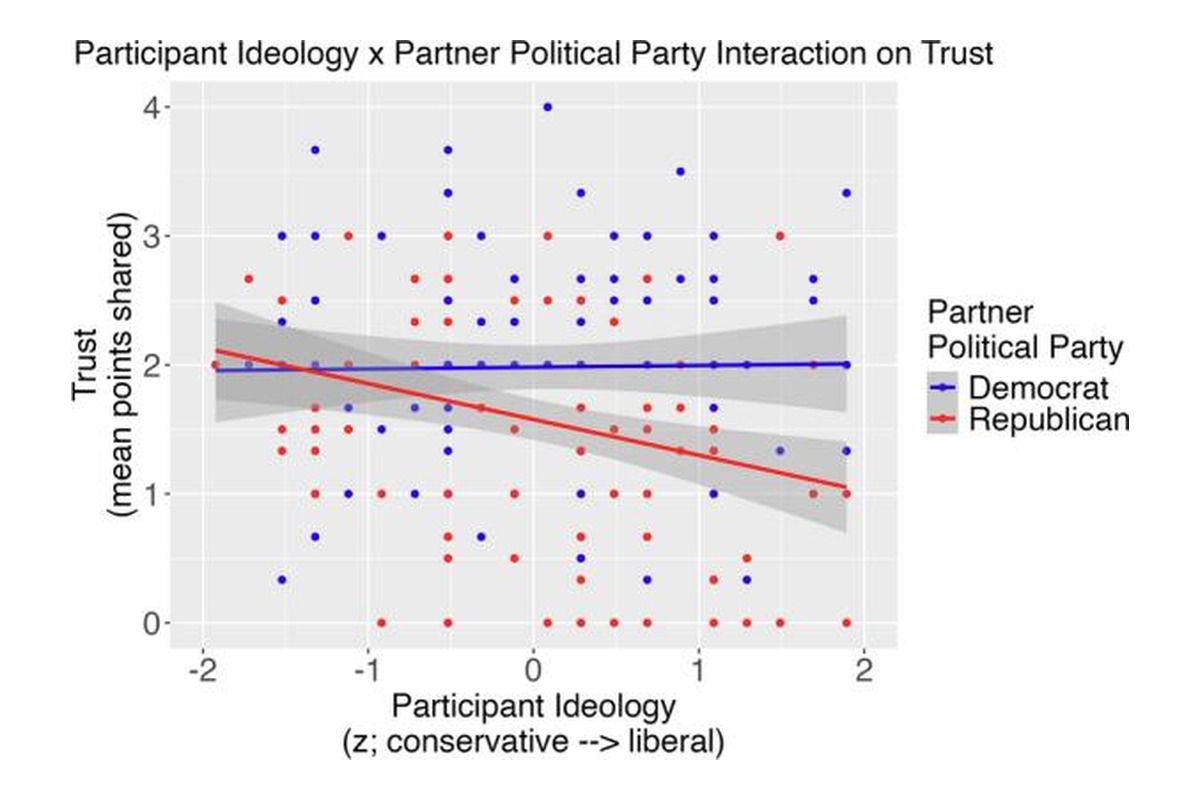 Participant Ideology x Partner Political Party Interaction on Trust
4
3
2
1
0
Trust
(mean points shared)
-2 -1 0 1 2
Participant Ideology
(z; conservative --> liberal)
Partner
Political Party
Democrat
Republican